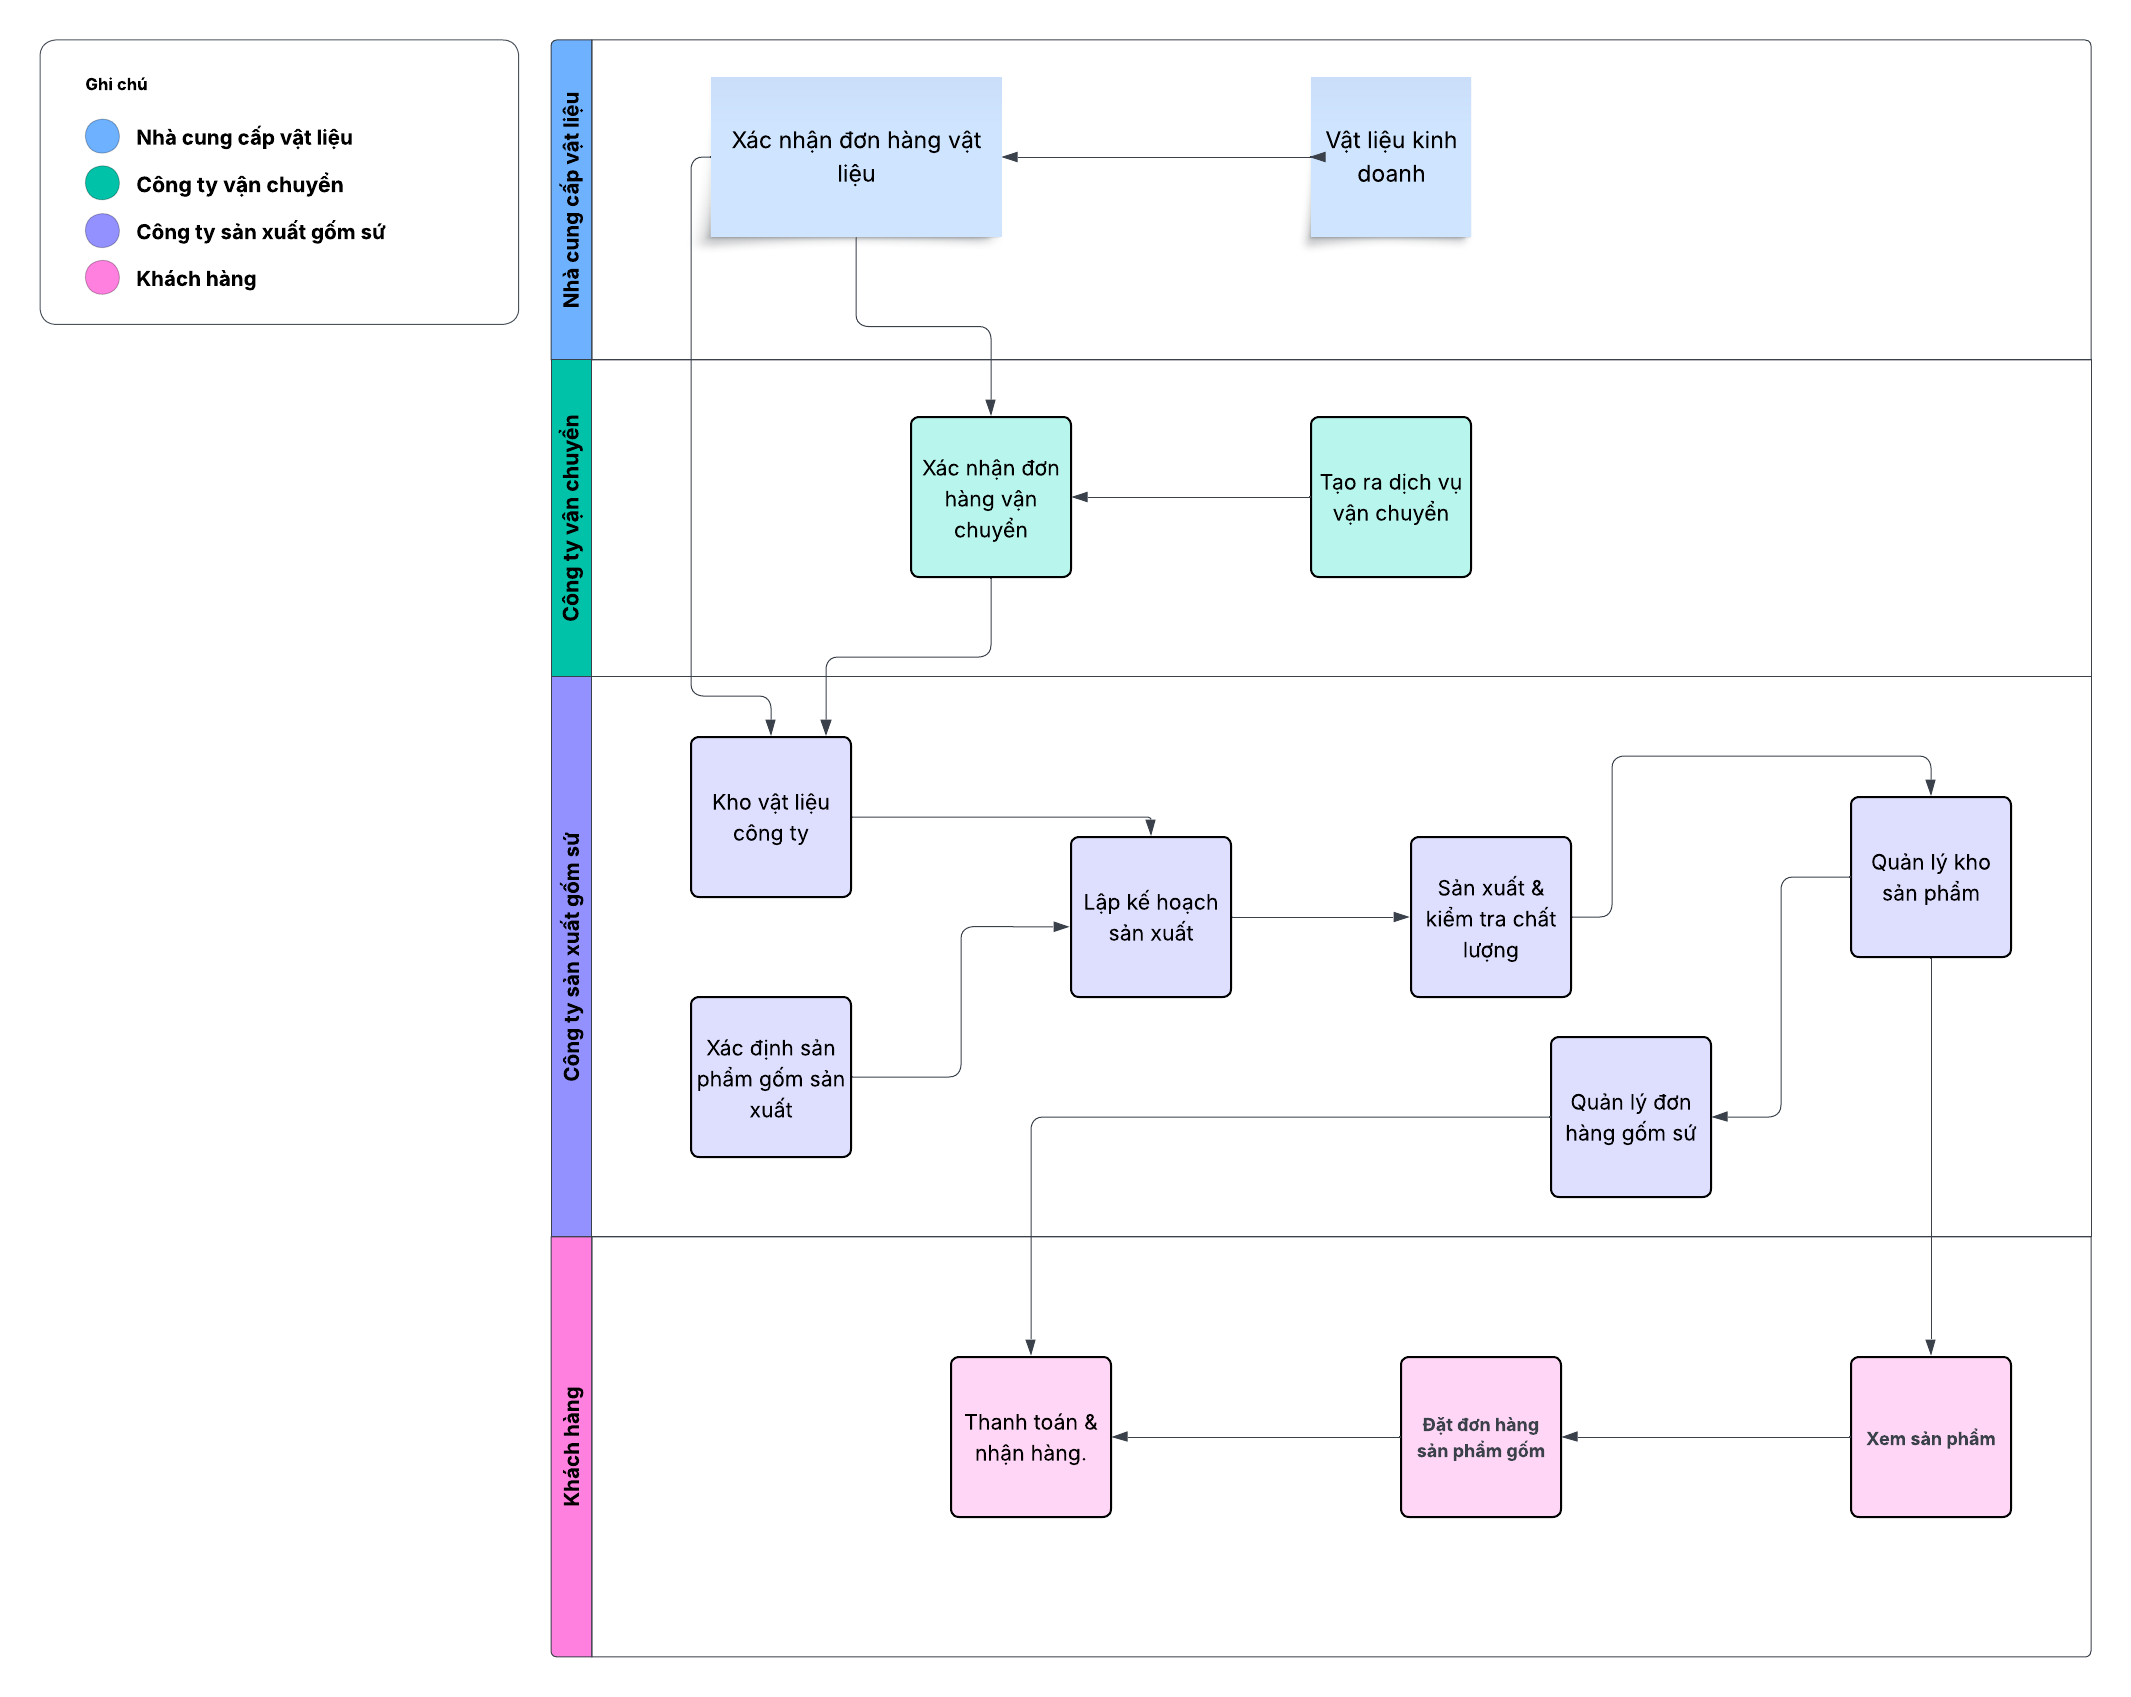 Ghi chú
Nhà cung cấp vật liệu
Công ty vận chuyển
Công ty sản xuất gốm sứ
Khách hàng
Nhà cung cấp vật liệu
Xác nhận đơn hàng vật
liệu
Vật liệu kinh
doanh
Công ty vận chuyển
Xác nhận đơn
hàng vận
chuyển
Tạo ra dịch vụ
vận chuyển
Công ty sản xuất gốm sứ
Kho vật liệu
công ty
Lập kế hoạch
sản xuất
Sản xuất &
kiểm tra chất
lượng
Quản lý kho
sản phẩm
Xác định sản
phẩm gốm sản
xuất
Quản lý đơn
hàng gốm sứ
Khách hàng
Thanh toán &
nhận hàng.
Đặt đơn hàng
sản phẩm gốm
Xem sản phẩm